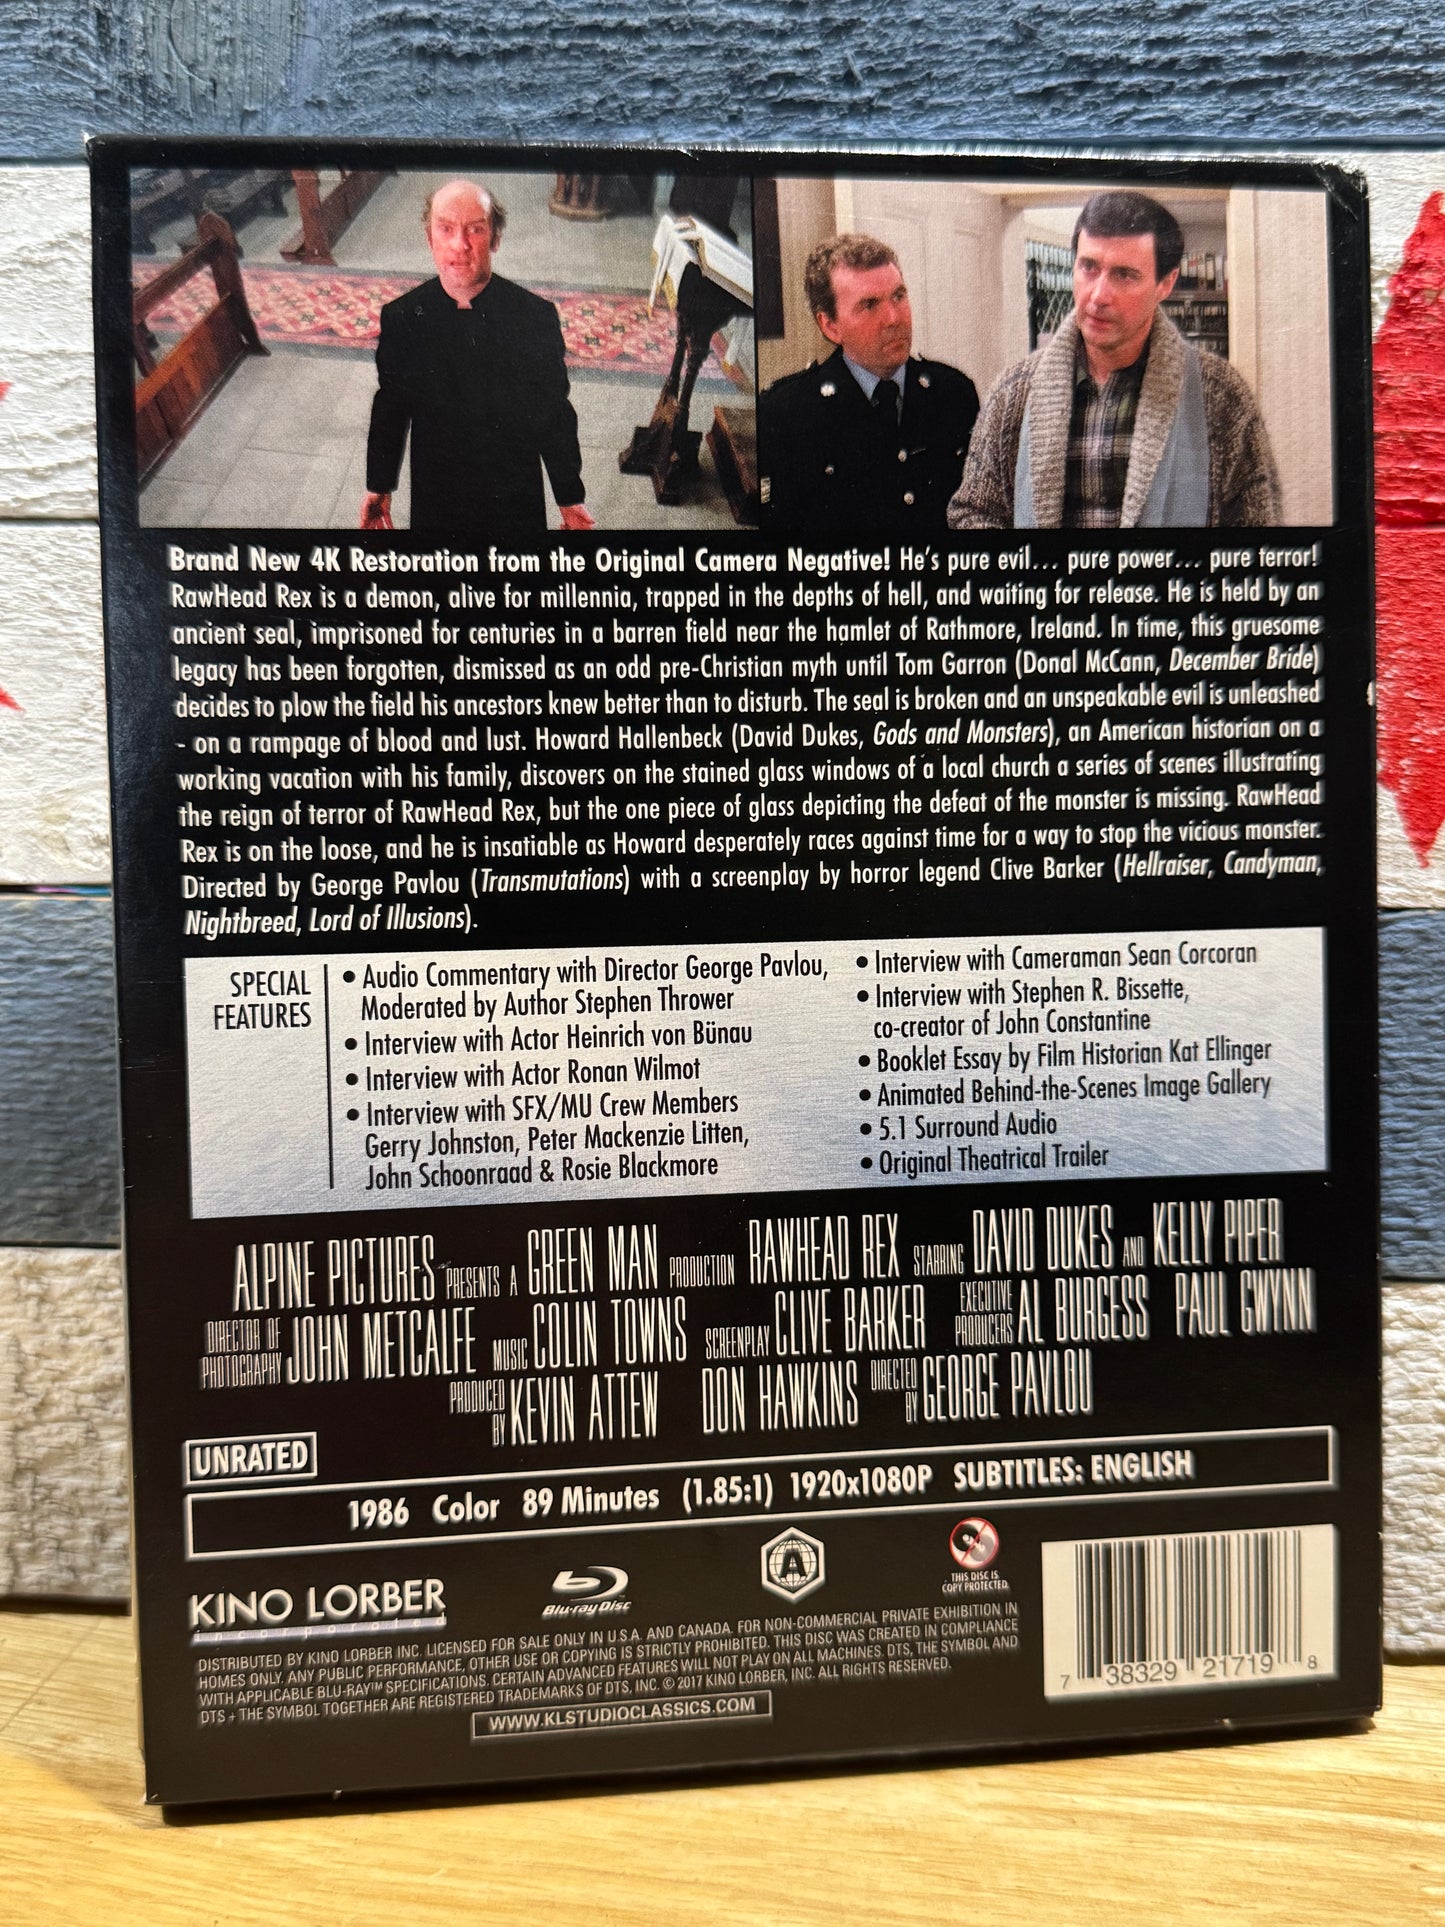 Brand New 4K Restoration from the Original Camera Negative! He's pure evil... pure power... pure terror!
RawHead Rex is a demon, alive for millennia, trapped in the depths of hell, and waiting for release. He is held by an
ancient seal, imprisoned for centuries in a barren field near the hamlet of Rathmore, Ireland. In time, this gruesome
legacy has been forgotten, dismissed as an odd pre-Christian myth until Tom Garron (Donal McCann, December Bride)
decides to plow the field his ancestors knew better than to disturb. The seal is broken and an unspeakable evil is unleashed
- on a rampage of blood and lust. Howard Hallenbeck (David Dukes, Gods and Monsters), an American historian on a
working vacation with his family, discovers on the stained glass windows of a local church a series of scenes illustrating
the reign of terror of RawHead Rex, but the one piece of glass depicting the defeat of the monster is missing. RawHead
Rex is on the loose, and he is insatiable as Howard desperately races against time for a way to stop the vicious monster.
Directed by George Pavlou (Transmutations) with a screenplay by horror legend Clive Barker (Hellraiser, Candyman,
Nightbreed, Lord of Illusions).
SPECIAL
FEATURES
• Audio Commentary with Director George Pavlou,
Moderated by Author Stephen Thrower
• Interview with Actor Heinrich von Bünau
• Interview with Actor Ronan Wilmot
• Interview with SFX/MU Crew Members
Gerry Johnston, Peter Mackenzie Litten,
John Schoonraad & Rosie Blackmore
• Interview with Cameraman Sean Corcoran
• Interview with Stephen R. Bissette,
co-creator of John Constantine
• Booklet Essay by Film Historian Kat Ellinger
• Animated Behind-the-Scenes Image Gallery
• 5.1 Surround Audio
• Original Theatrical Trailer
ALPINE PICTURES PRESENTS A GREEN MAN PRODUCTION RAWHEAD REX STARRING DAVID DUKES AND KELLY PIPER
DIRECTOR OF PHOTOGRAPHY JOHN METCALFE MUSIC COLIN TOWNS SCREENPLAY CLIVE BARKER EXECUTIVE PRODUCERS AL BURGESS PAUL GWYNN
PRODUCED BY KEVIN ATTEW DON HAWKINS DIRECTED BY GEORGE PAVLOU
UNRATED
1986 Color 89 Minutes (1.85:1) 1920x1080P SUBTITLES: ENGLISH
KINO LORBER
incorporated
Blu-ray Disc
A
THIS DISC IS
COPY PROTECTED
DISTRIBUTED BY KINO LORBER INC. LICENSED FOR SALE ONLY IN U.S.A. AND CANADA. FOR NON-COMMERCIAL PRIVATE EXHIBITION IN
HOMES ONLY. ANY PUBLIC PERFORMANCE, OTHER USE OR COPYING IS STRICTLY PROHIBITED. THIS DISC WAS CREATED IN COMPLIANCE
WITH APPLICABLE BLU-RAY™ SPECIFICATIONS. CERTAIN ADVANCED FEATURES WILL NOT PLAY ON ALL MACHINES. DTS, THE SYMBOL AND
DTS + THE SYMBOL TOGETHER ARE REGISTERED TRADEMARKS OF DTS, INC. © 2017 KINO LORBER, INC. ALL RIGHTS RESERVED.
WWW.KLSTUDIOCLASSICS.COM
7 38329 21719 8